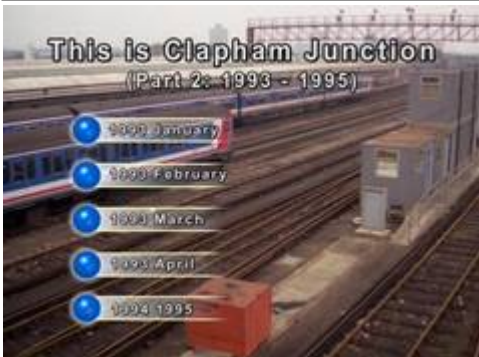 This is Clapham Junction
(Part 2: 1993 - 1995)
1993 January
1993 February
1993 March
1993 April
1994 1995